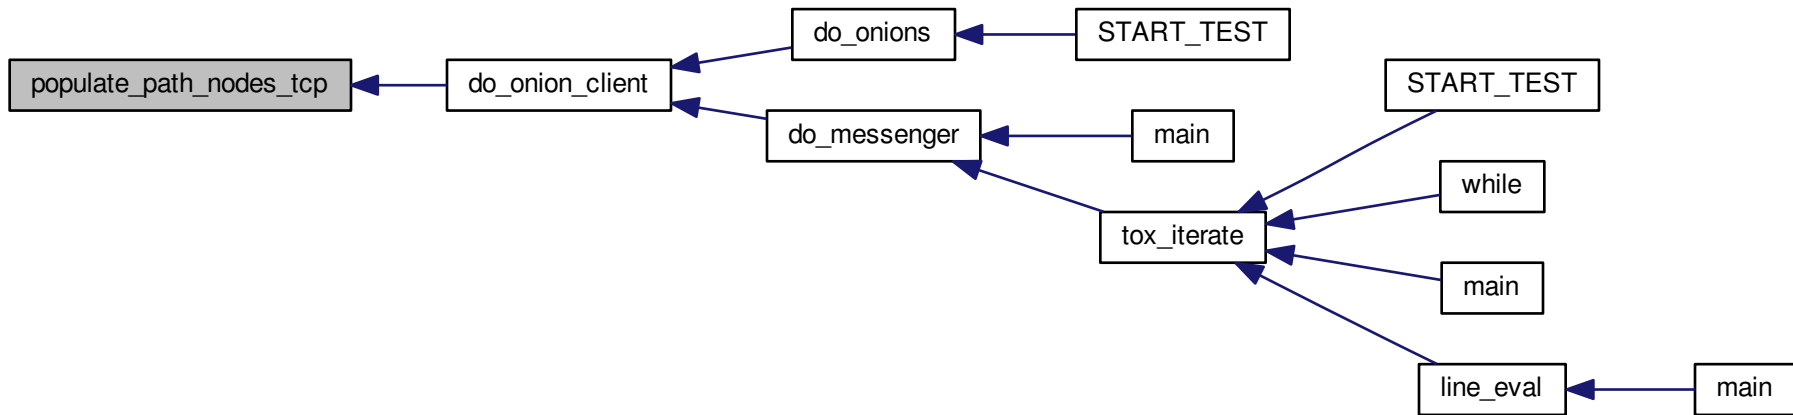 populate_path_nodes_tcp
do_onion_client
do_onions
START_TEST
do_messenger
main
tox_iterate
START_TEST
while
main
line_eval
main